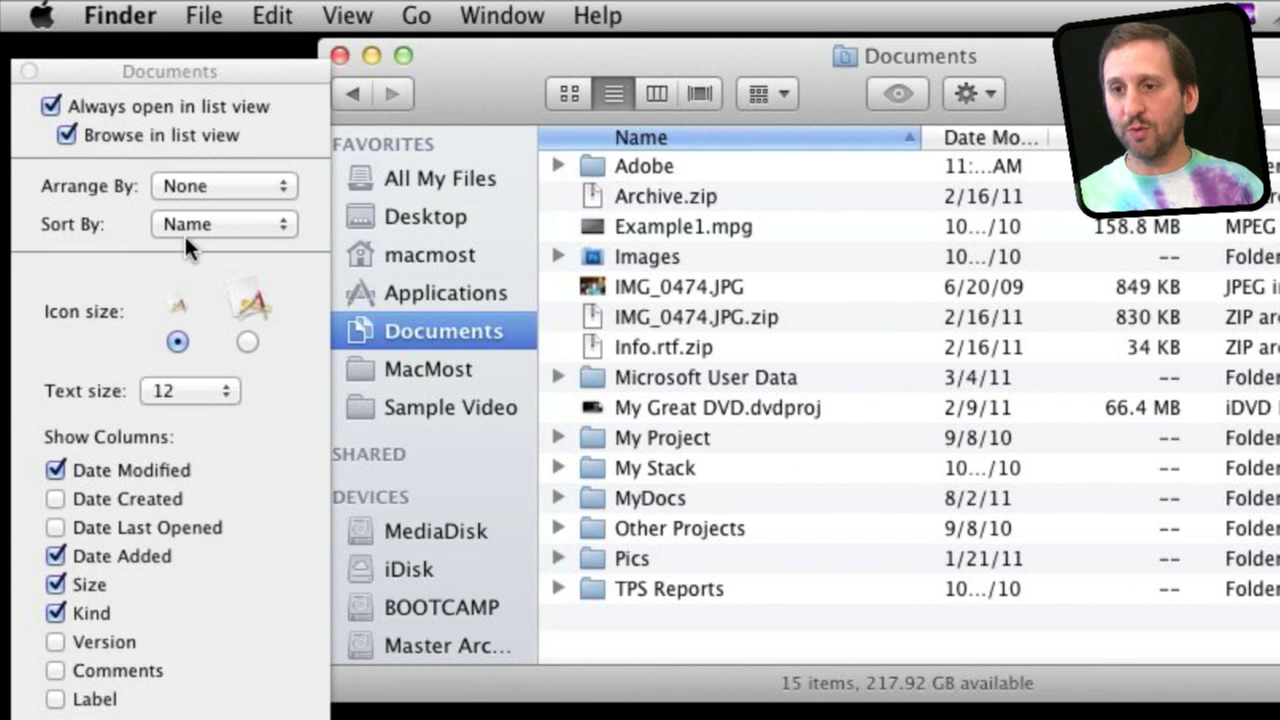 Finder File Edit View Go Window Help
Documents
Always open in list view
Browse in list view
Arrange By: None
Sort By: Name
Icon size:
Text size: 12
Show Columns:
Date Modified
Date Created
Date Last Opened
Date Added
Size
Kind
Version
Comments
Label
Documents
FAVORITES
All My Files
Desktop
macmost
Applications
Documents
MacMost
Sample Video
SHARED
DEVICES
MediaDisk
iDisk
BOOTCAMP
Master Arc...
Name Date Mo...
Adobe 11:...AM
Archive.zip 2/16/11
Example1.mpg 10.../10 158.8 MB MPEG
Images 10.../10 -- Folder
IMG_0474.JPG 6/20/09 849 KB JPEG i
IMG_0474.JPG.zip 2/16/11 830 KB ZIP ar
Info.rtf.zip 2/16/11 34 KB ZIP ar
Microsoft User Data 3/4/11 -- Folder
My Great DVD.dvdproj 2/9/11 66.4 MB iDVD
My Project 9/8/10 -- Folder
My Stack 10.../10 -- Folder
MyDocs 8/2/11 -- Folder
Other Projects 9/8/10 -- Folder
Pics 1/21/11 -- Folder
TPS Reports 10.../10 -- Folder
15 items, 217.92 GB available